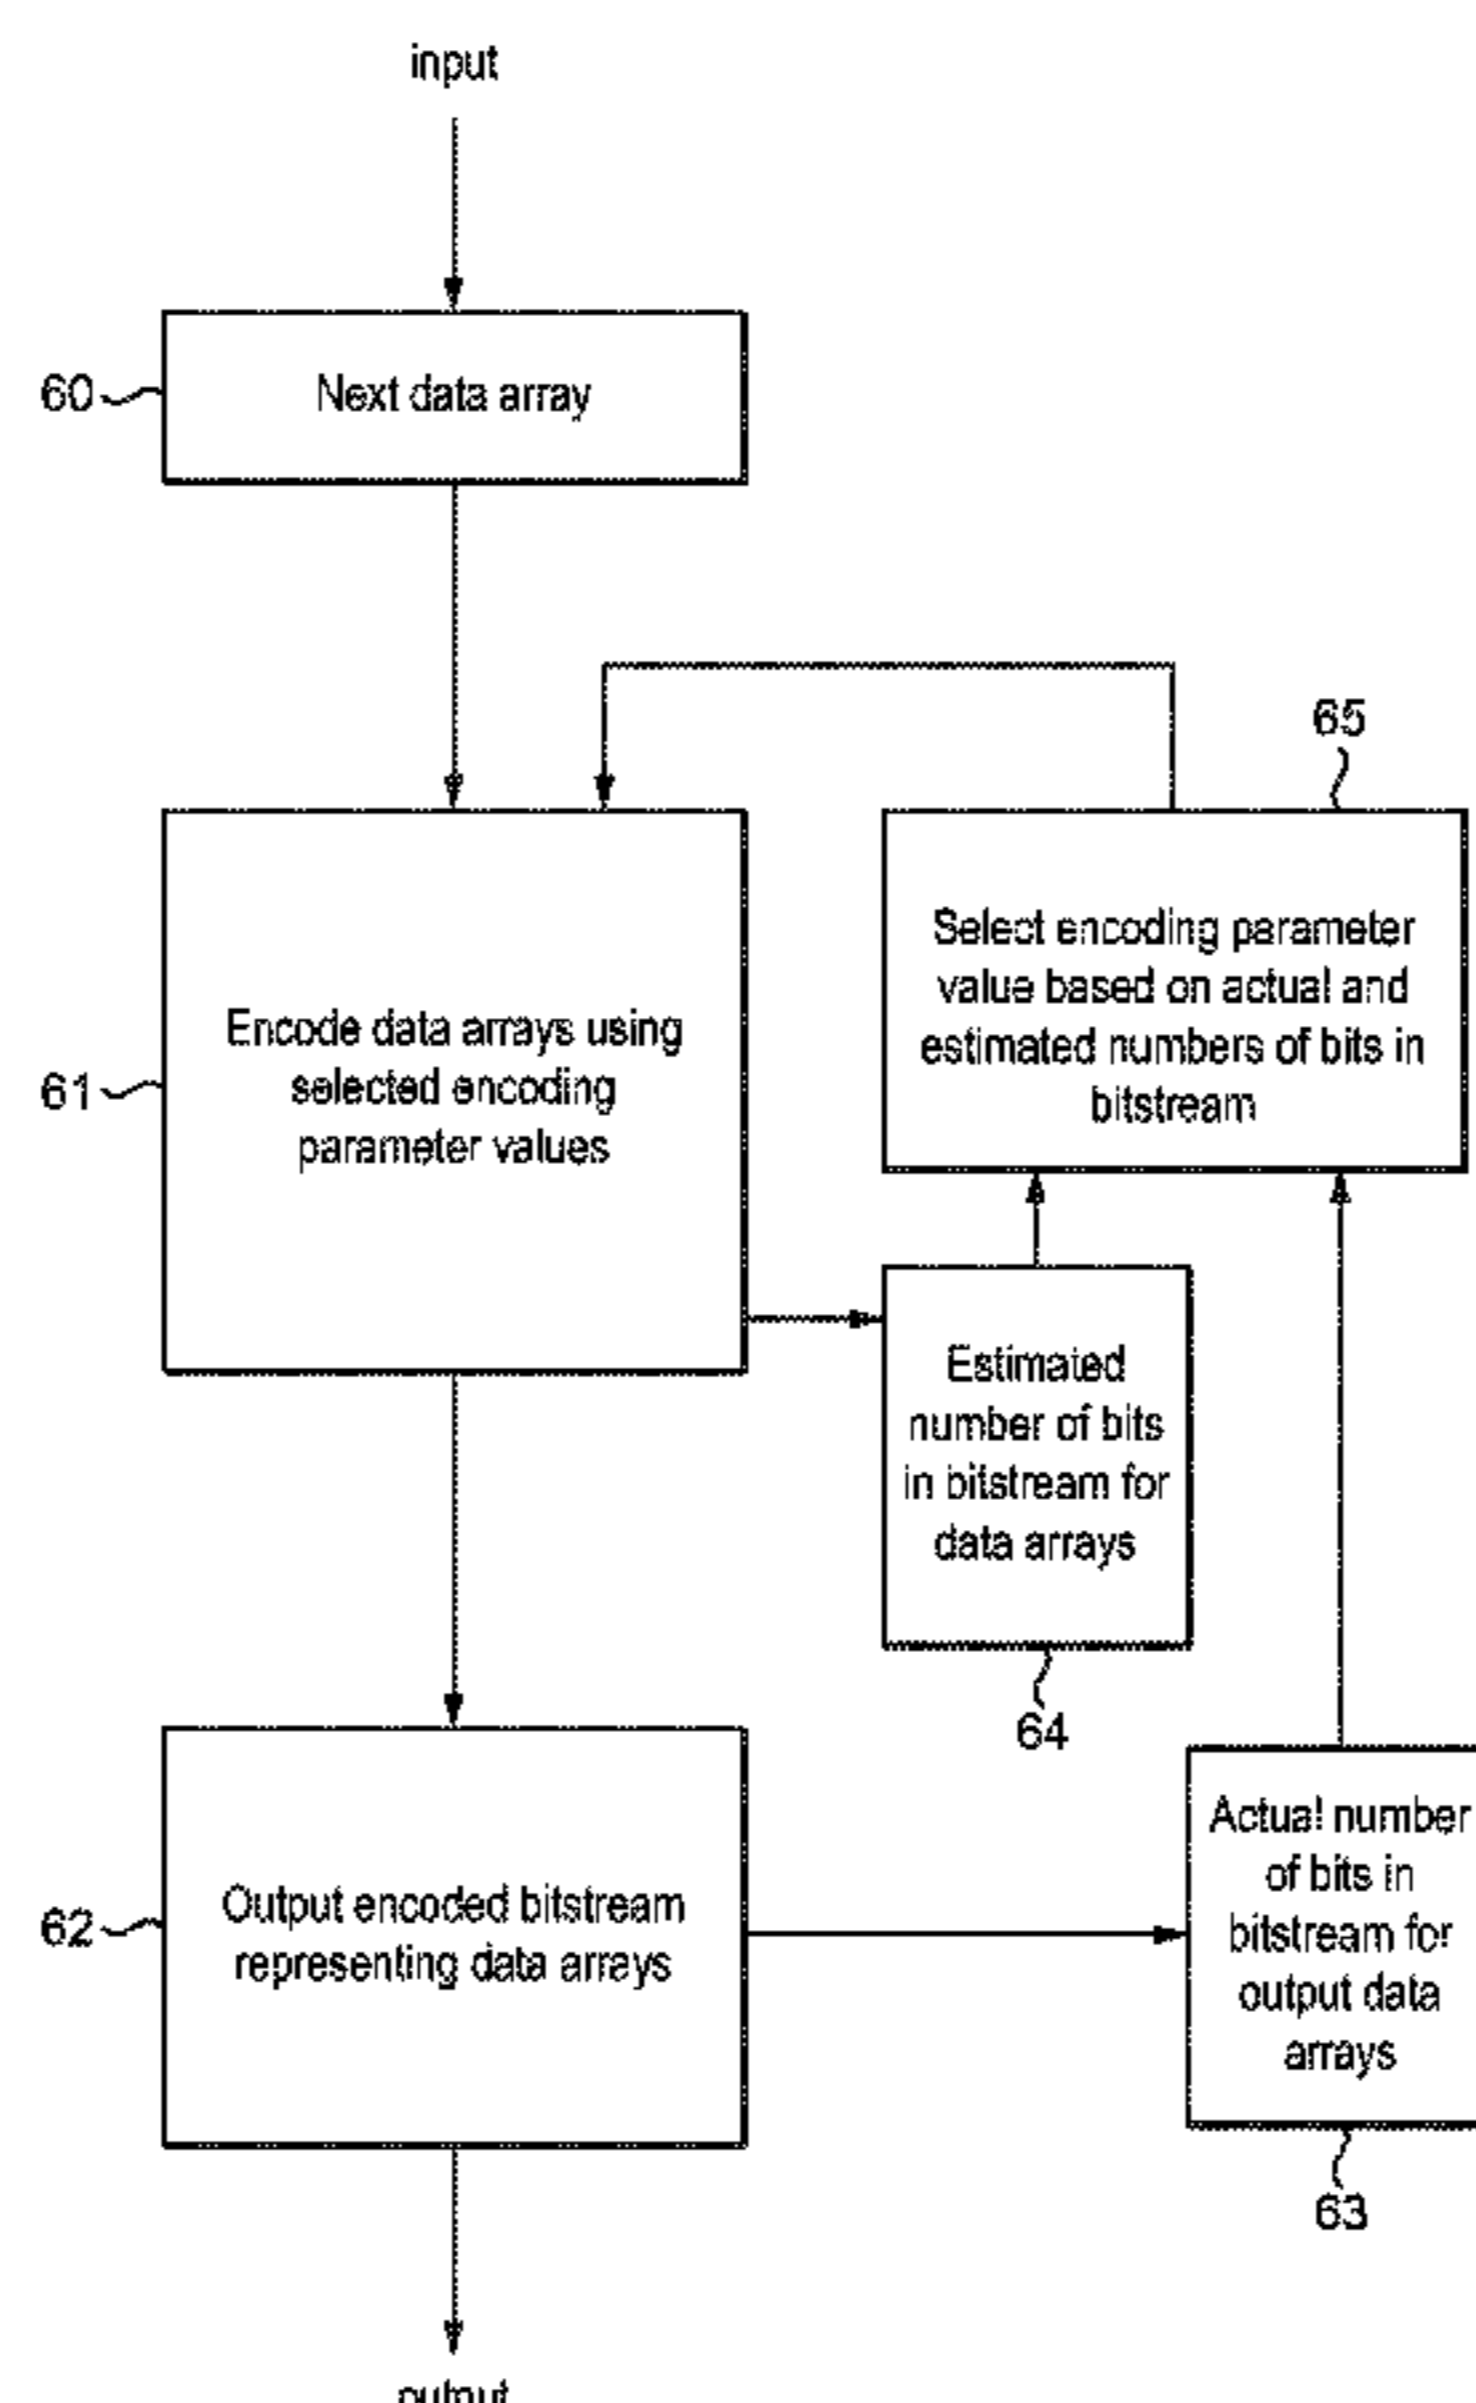 input
60
Next data array
65
Select encoding parameter
value based on actual and
estimated numbers of bits in
bitstream
61
Encode data arrays using
selected encoding
parameter values
Estimated
number of bits
in bitstream for
data arrays
64
62
Output encoded bitstream
representing data arrays
Actual number
of bits in
bitstream for
output data
arrays
63
output